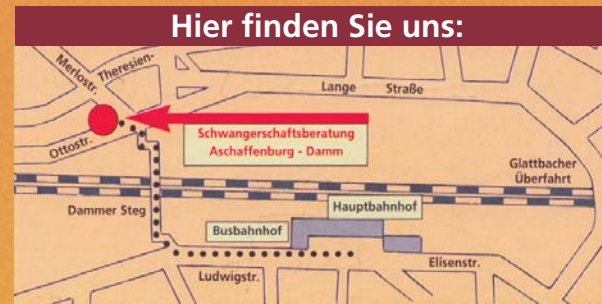 Hier finden Sie uns:
Merlostr.
Theresien-
Lange Straße
Schwangerschaftsberatung
Aschaffenburg - Damm
Ottostr.
Glattbacher
Überfahrt
Dammer Steg
Hauptbahnhof
Busbahnhof
Elisenstr.
Ludwigstr.